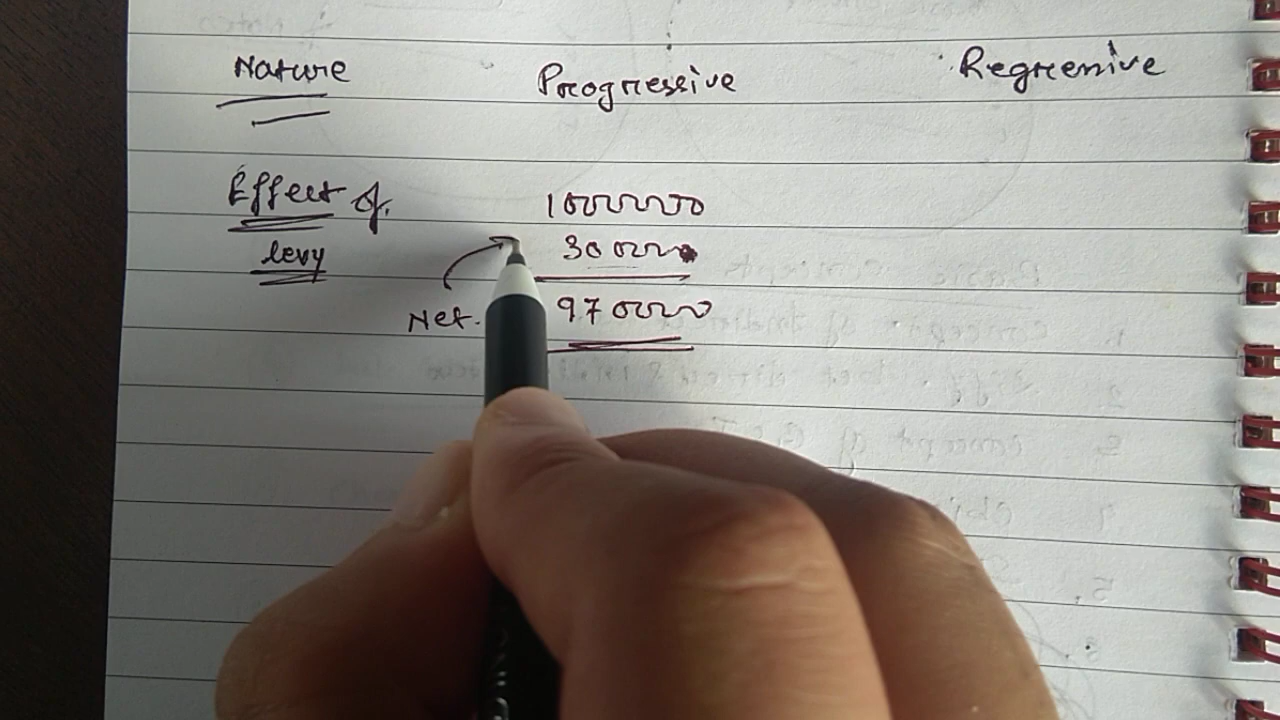 Nature Progressive Regressive
Effect of 1000000
levy 30000
Net. 970000